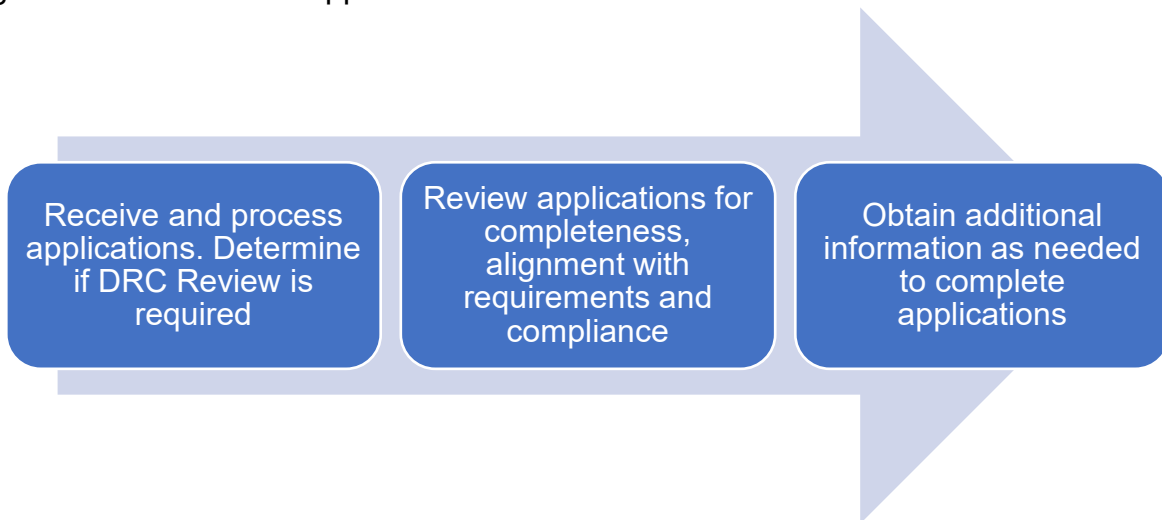 Receive and process
applications. Determine
if DRC Review is
required
Review applications for
completeness,
alignment with
requirements and
compliance
Obtain additional
information as needed
to complete
applications